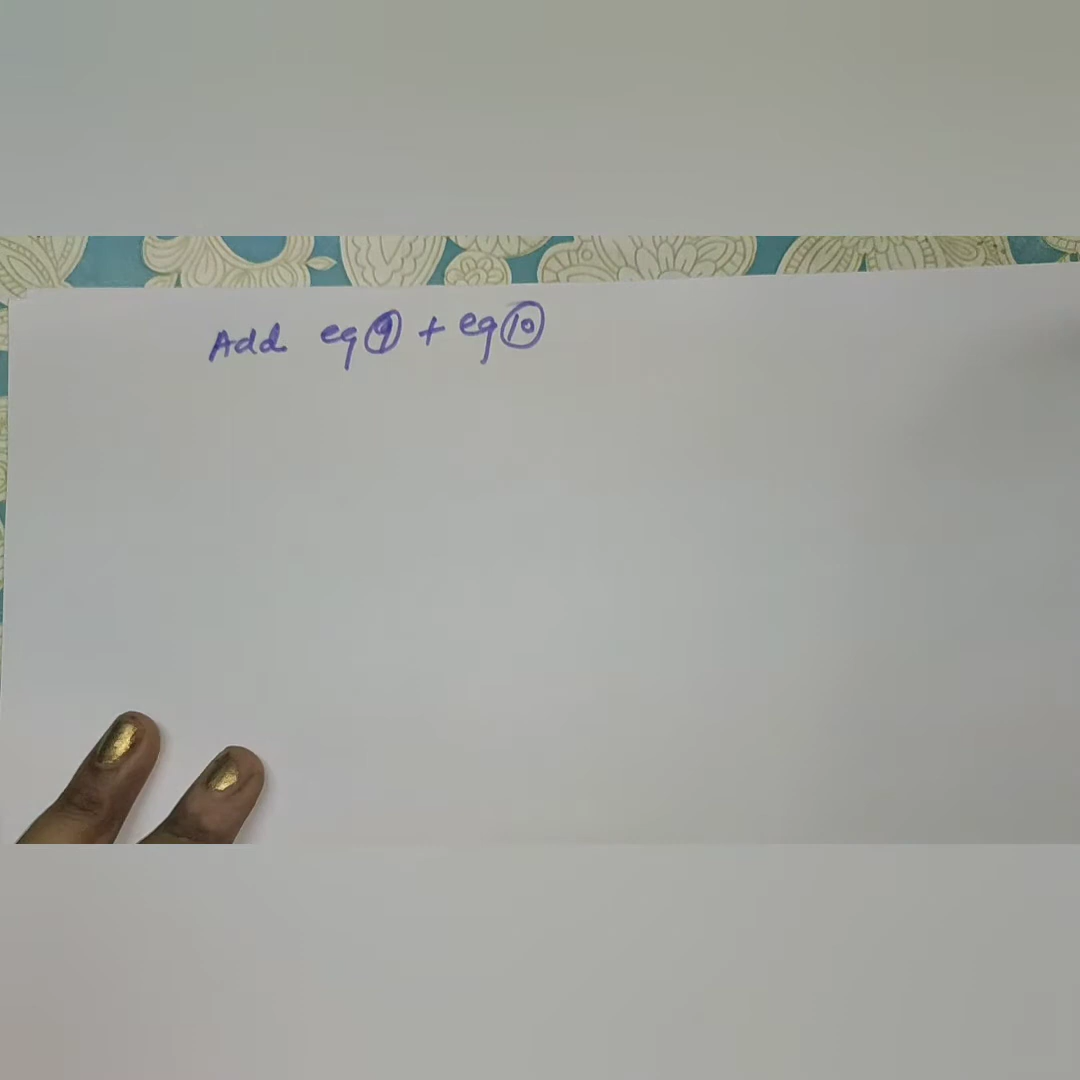 Add eq⑨ + eq⑩